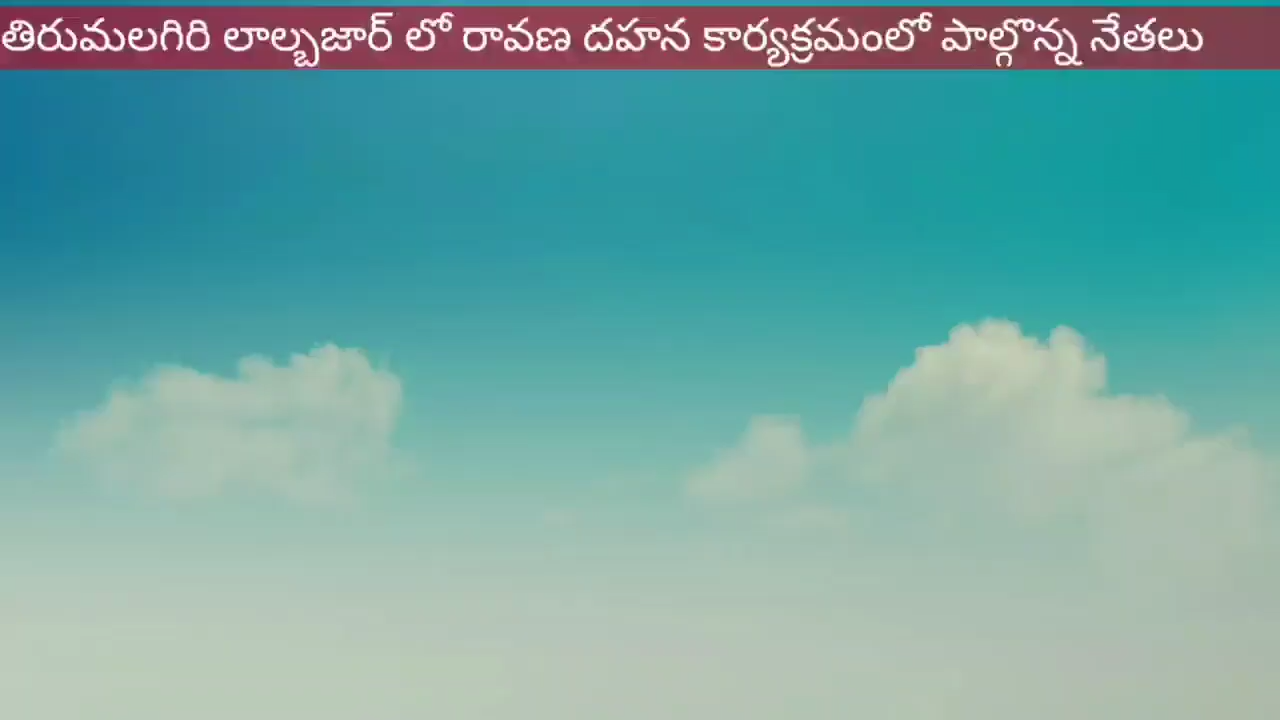 తిరుమలగిరి లాల్బజార్ లో రావణ దహన కార్యక్రమంలో పాల్గొన్న నేతలు